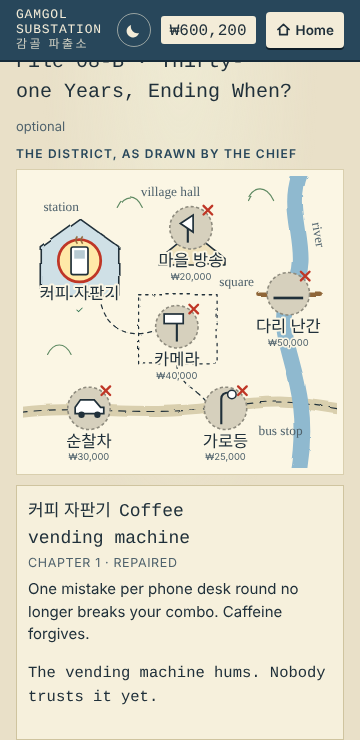 GAMGOL
SUBSTATION
감골 파출소
₩600,200
Home
File 08-B · Thirty-
one Years, Ending When?
optional
THE DISTRICT, AS DRAWN BY THE CHIEF
village hall
station
river
마을 방송
₩20,000
square
커피 자판기
다리 난간
₩50,000
카메라
₩40,000
순찰차
₩30,000
가로등
₩25,000
bus stop
커피 자판기 Coffee
vending machine
CHAPTER 1 · REPAIRED
One mistake per phone desk round no
longer breaks your combo. Caffeine
forgives.
The vending machine hums. Nobody
trusts it yet.